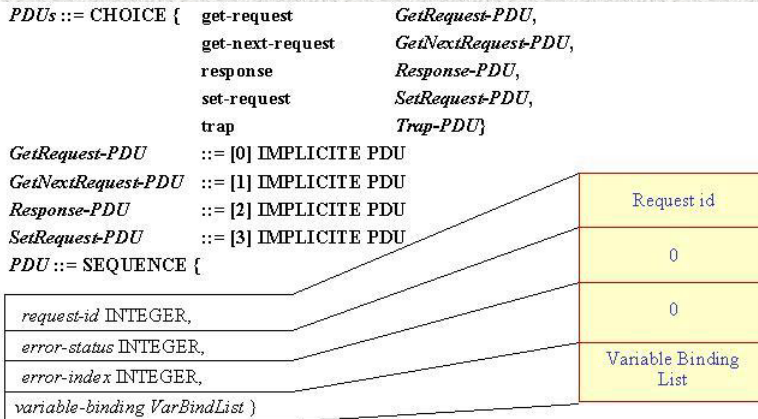 PDUs ::= CHOICE { get-request GetRequest-PDU,
get-next-request GetNextRequest-PDU,
response Response-PDU,
set-request SetRequest-PDU,
trap Trap-PDU}
GetRequest-PDU ::= [0] IMPLICITE PDU
GetNextRequest-PDU ::= [1] IMPLICITE PDU
Response-PDU ::= [2] IMPLICITE PDU
SetRequest-PDU ::= [3] IMPLICITE PDU
PDU ::= SEQUENCE {
request-id INTEGER,
error-status INTEGER,
error-index INTEGER,
variable-binding VarBindList }
Request id
0
0
Variable Binding
List